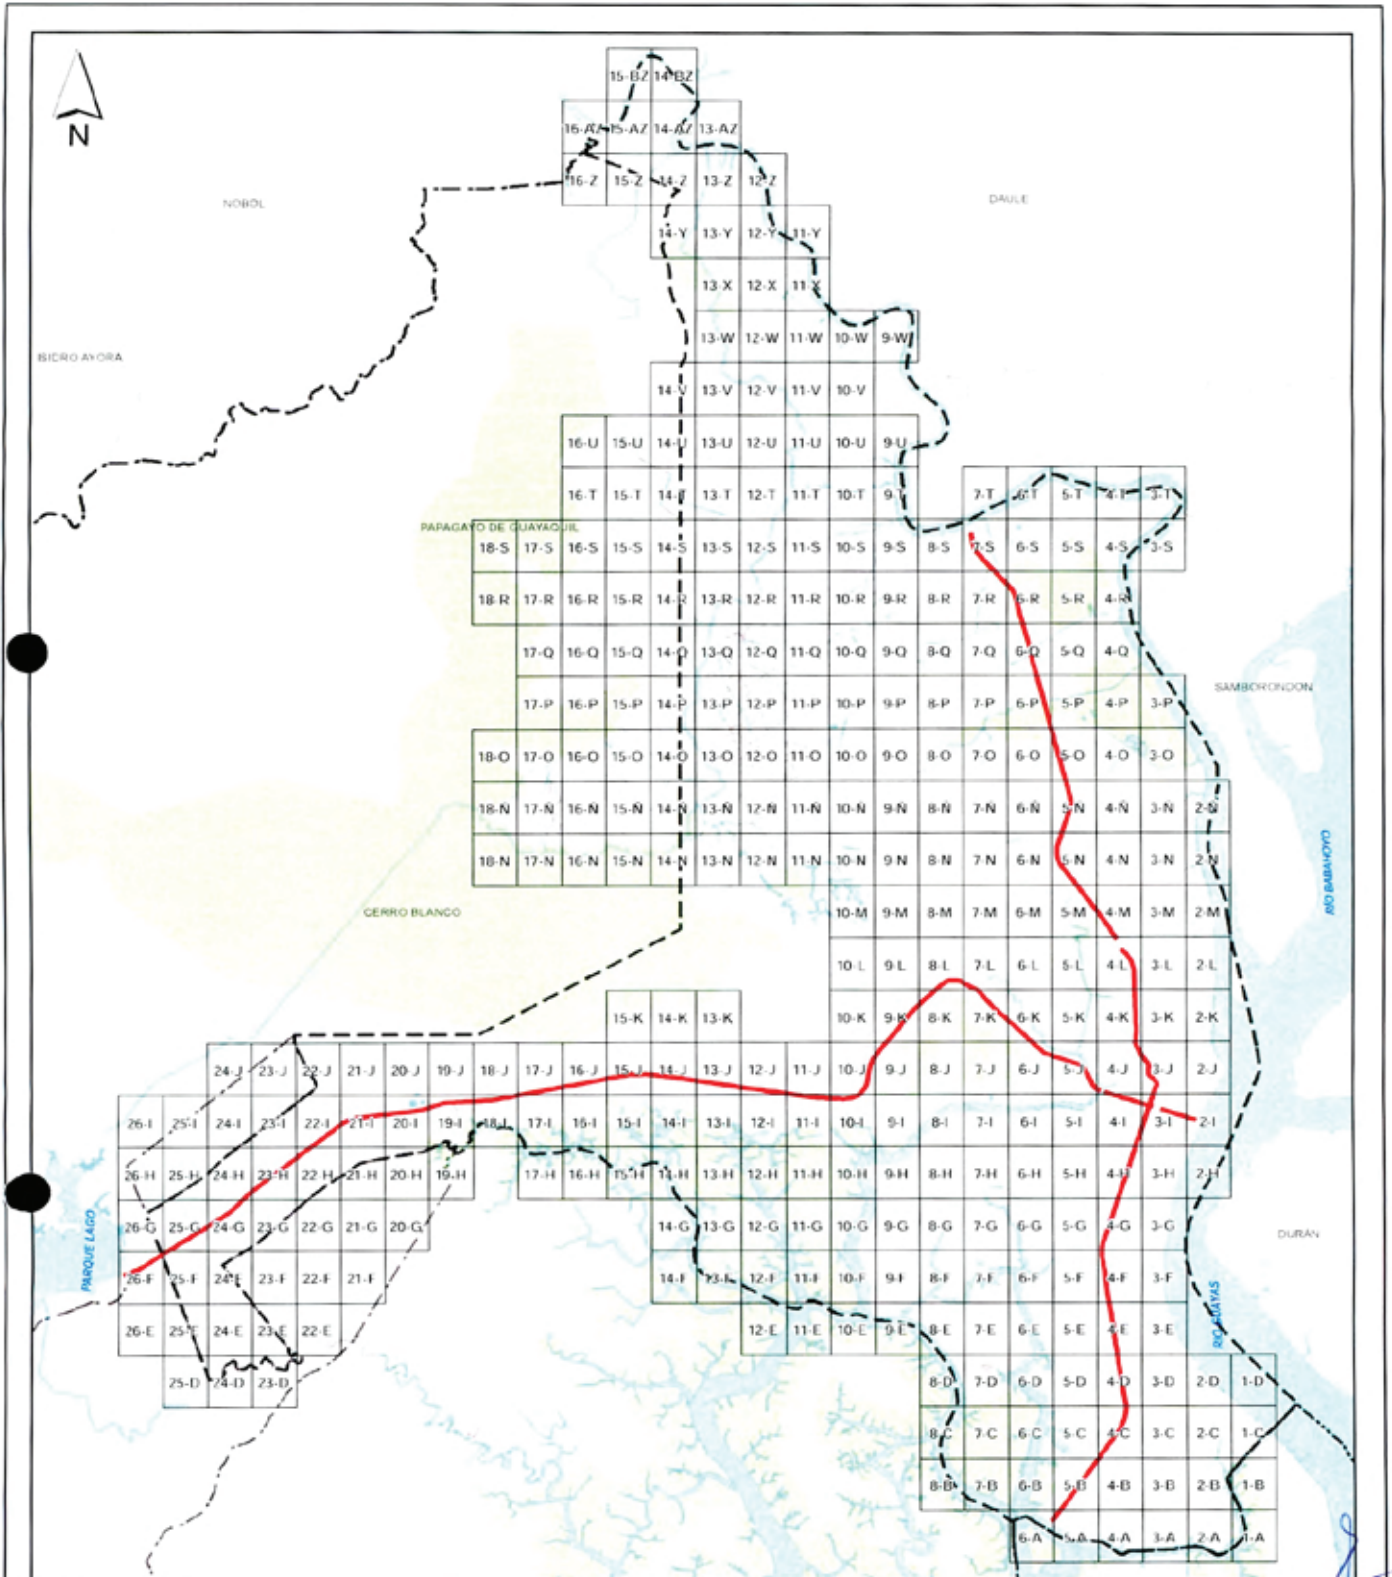 15-BZ 14-BZ
16-AZ 15-AZ 14-AZ 13-AZ
N
16-Z 15-Z 14-Z 13-Z 12-Z
NOBOL
DAULE
14-Y 13-Y 12-Y 11-Y
13-X 12-X 11-X
13-W 12-W 11-W 10-W 9-W
ISIDRO AYORA
14-V 13-V 12-V 11-V 10-V
16-U 15-U 14-U 13-U 12-U 11-U 10-U 9-U
16-T 15-T 14-T 13-T 12-T 11-T 10-T 9-T 7-T 6-T 5-T 4-T 3-T
PAPAGAYO DE GUAYAQUIL
18-S 17-S 16-S 15-S 14-S 13-S 12-S 11-S 10-S 9-S 8-S 7-S 6-S 5-S 4-S 3-S
18-R 17-R 16-R 15-R 14-R 13-R 12-R 11-R 10-R 9-R 8-R 7-R 6-R 5-R 4-R
17-Q 16-Q 15-Q 14-Q 13-Q 12-Q 11-Q 10-Q 9-Q 8-Q 7-Q 6-Q 5-Q 4-Q
SAMBORONDON
17-P 16-P 15-P 14-P 13-P 12-P 11-P 10-P 9-P 8-P 7-P 6-P 5-P 4-P 3-P
18-O 17-O 16-O 15-O 14-O 13-O 12-O 11-O 10-O 9-O 8-O 7-O 6-O 5-O 4-O 3-O
18-Ñ 17-Ñ 16-Ñ 15-Ñ 14-Ñ 13-Ñ 12-Ñ 11-Ñ 10-Ñ 9-Ñ 8-Ñ 7-Ñ 6-Ñ 5-Ñ 4-Ñ 3-Ñ 2-Ñ
18-N 17-N 16-N 15-N 14-N 13-N 12-N 11-N 10-N 9-N 8-N 7-N 6-N 5-N 4-N 3-N 2-N
RÍO BABAHOYO
CERRO BLANCO
10-M 9-M 8-M 7-M 6-M 5-M 4-M 3-M 2-M
10-L 9-L 8-L 7-L 6-L 5-L 4-L 3-L 2-L
15-K 14-K 13-K 10-K 9-K 8-K 7-K 6-K 5-K 4-K 3-K 2-K
24-J 23-J 22-J 21-J 20-J 19-J 18-J 17-J 16-J 15-J 14-J 13-J 12-J 11-J 10-J 9-J 8-J 7-J 6-J 5-J 4-J 3-J 2-J
26-I 25-I 24-I 23-I 22-I 21-I 20-I 19-I 18-I 17-I 16-I 15-I 14-I 13-I 12-I 11-I 10-I 9-I 8-I 7-I 6-I 5-I 4-I 3-I 2-I
26-H 25-H 24-H 23-H 22-H 21-H 20-H 19-H 17-H 16-H 15-H 14-H 13-H 12-H 11-H 10-H 9-H 8-H 7-H 6-H 5-H 4-H 3-H 2-H
26-G 25-G 24-G 23-G 22-G 21-G 20-G 14-G 13-G 12-G 11-G 10-G 9-G 8-G 7-G 6-G 5-G 4-G 3-G
PARQUE LAGO
DURÁN
26-F 25-F 24-F 23-F 22-F 21-F 14-F 13-F 12-F 11-F 10-F 9-F 8-F 7-F 6-F 5-F 4-F 3-F
RÍO GUAYAS
26-E 25-E 24-E 23-E 22-E 12-E 11-E 10-E 9-E 8-E 7-E 6-E 5-E 4-E 3-E
25-D 24-D 23-D 8-D 7-D 6-D 5-D 4-D 3-D 2-D 1-D
8-C 7-C 6-C 5-C 4-C 3-C 2-C 1-C
8-B 7-B 6-B 5-B 4-B 3-B 2-B 1-B
6-A 5-A 4-A 3-A 2-A 1-A